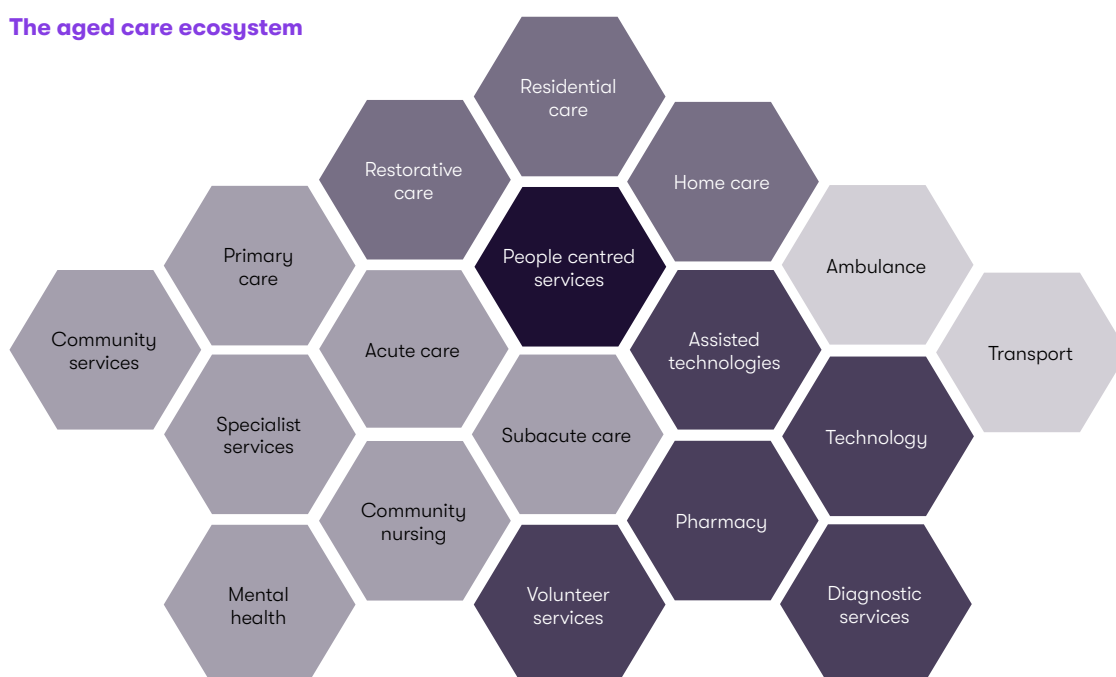 The aged care ecosystem
Residential
care
Restorative
care
Home care
Primary
care
People centred
services
Ambulance
Community
services
Acute care
Assisted
technologies
Transport
Specialist
services
Subacute care
Technology
Community
nursing
Pharmacy
Mental
health
Volunteer
services
Diagnostic
services